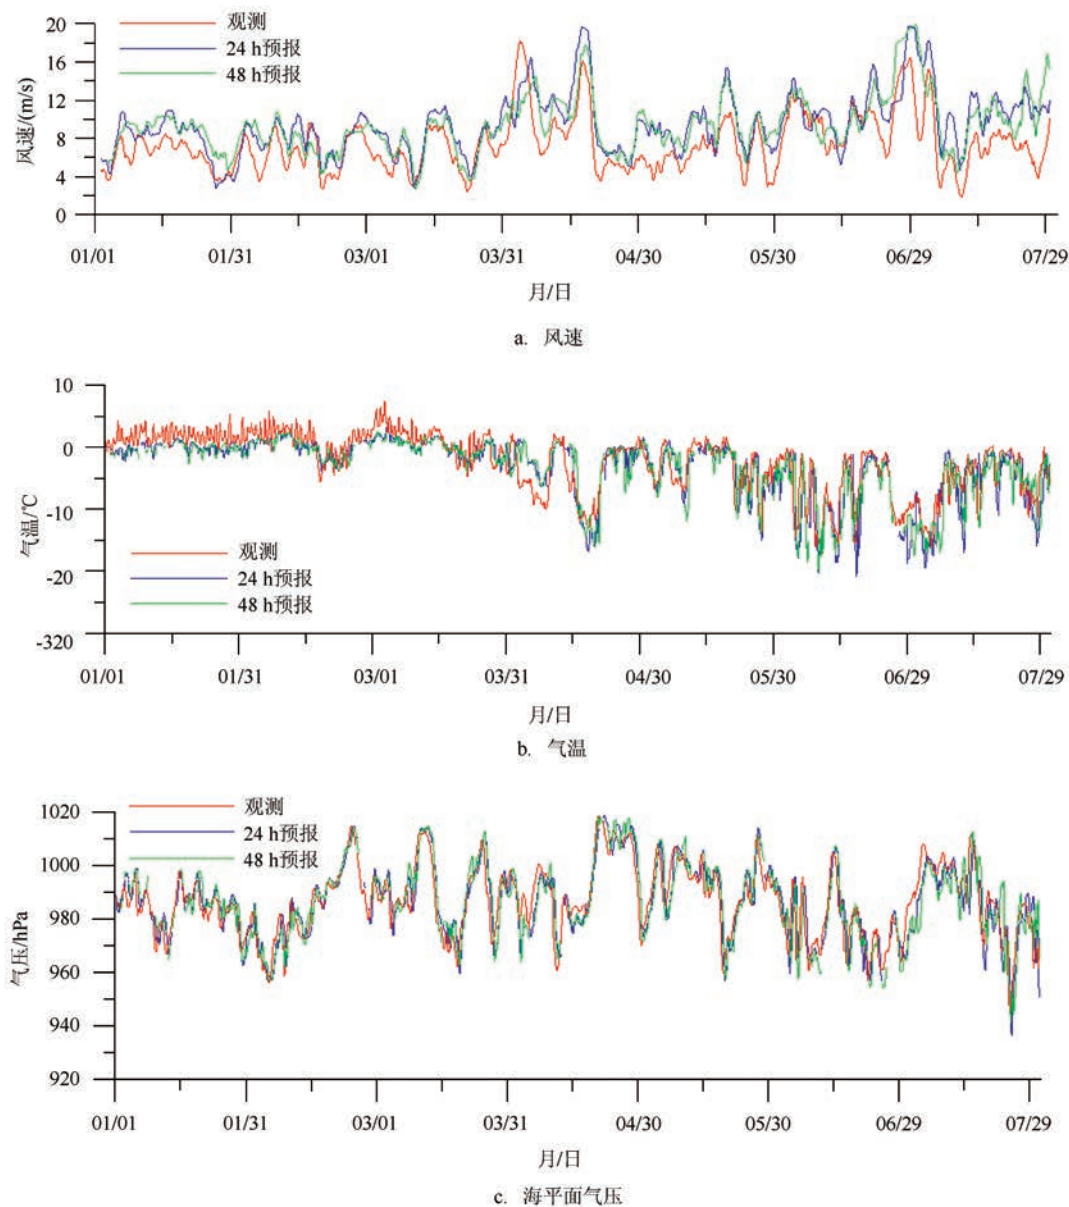 20
16
12
8
4
0
风速/(m/s)
观测
24 h预报
48 h预报
01/01 01/31 03/01 03/31 04/30 05/30 06/29 07/29
月/日
a. 风速
10
0
-10
-20
-320
气温/℃
观测
24 h预报
48 h预报
01/01 01/31 03/01 03/31 04/30 05/30 06/29 07/29
月/日
b. 气温
1020
1000
980
960
940
920
气压/hPa
观测
24 h预报
48 h预报
01/01 01/31 03/01 03/31 04/30 05/30 06/29 07/29
月/日
c. 海平面气压